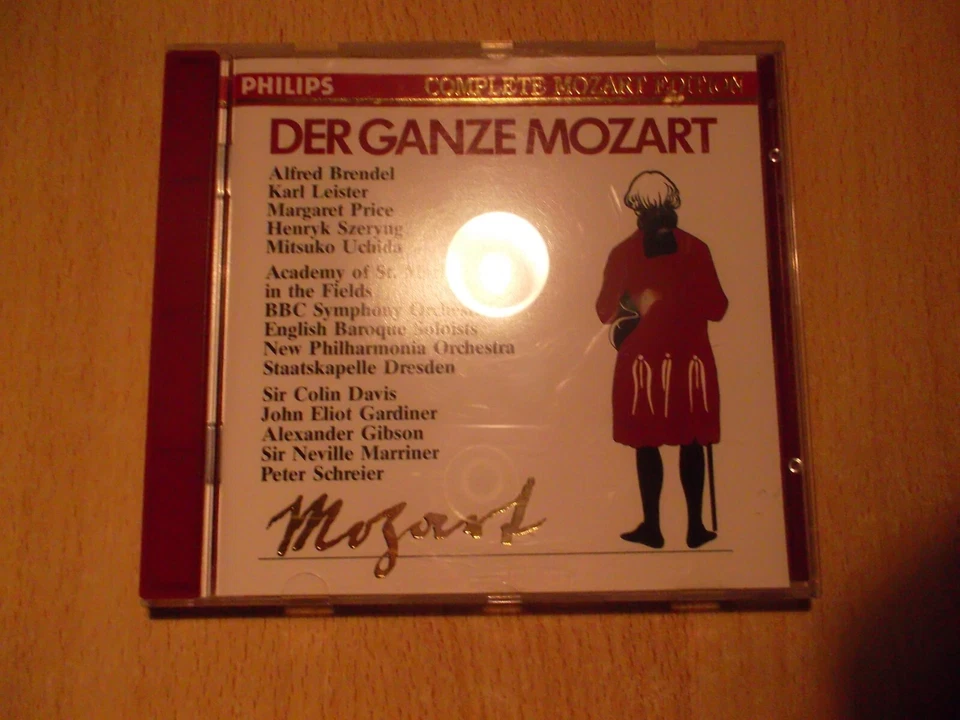 PHILIPS COMPLETE MOZART EDITION
DER GANZE MOZART
Alfred Brendel
Karl Leister
Margaret Price
Henryk Szeryng
Mitsuko Uchida
Academy of St.
in the Fields
BBC Symphony Orchestra
English Baroque Soloists
New Philharmonia Orchestra
Staatskapelle Dresden
Sir Colin Davis
John Eliot Gardiner
Alexander Gibson
Sir Neville Marriner
Peter Schreier
Mozart